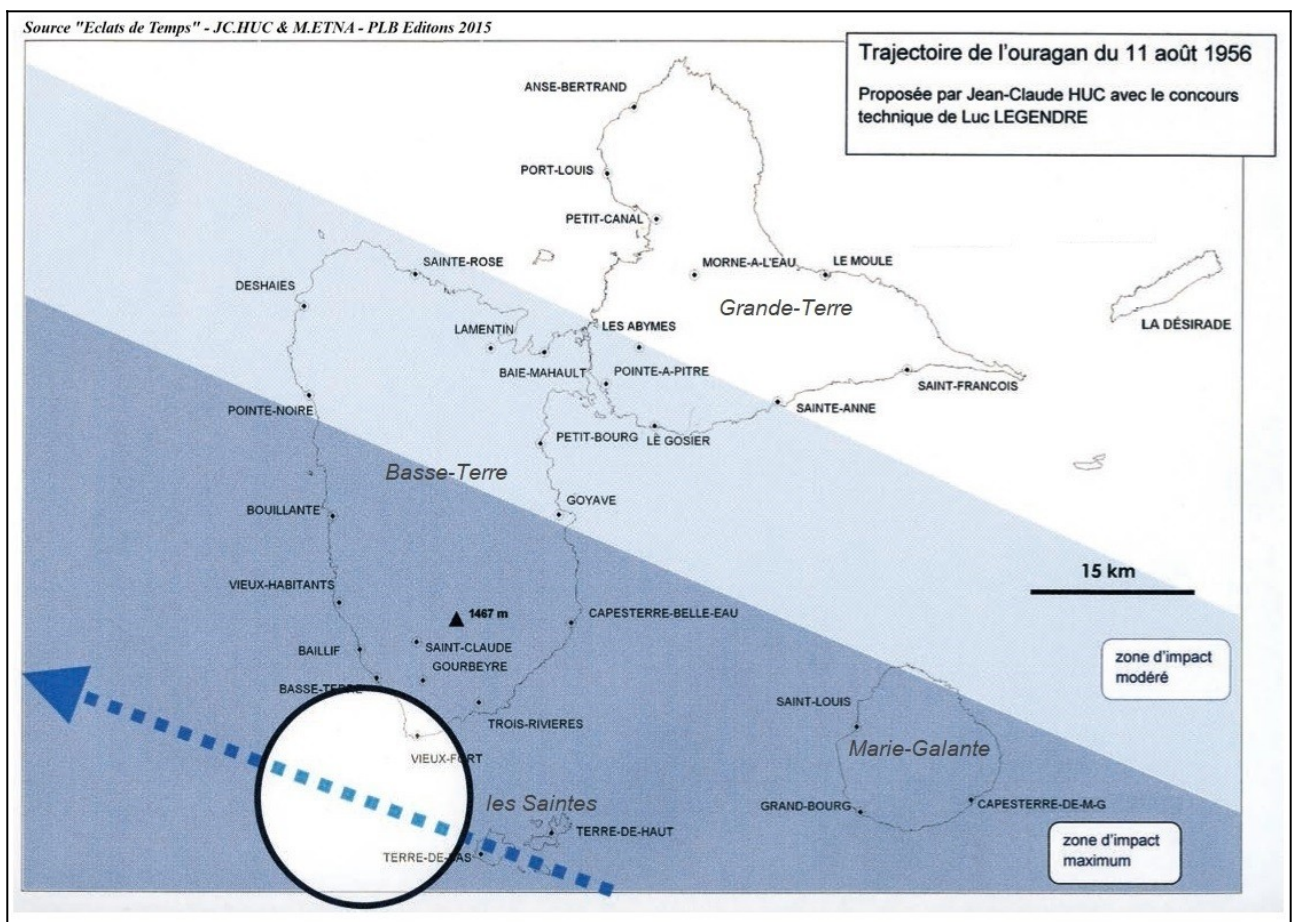 Source "Eclats de Temps" - JC.HUC & M.ETNA - PLB Editons 2015
Trajectoire de l'ouragan du 11 août 1956
Proposée par Jean-Claude HUC avec le concours
technique de Luc LEGENDRE
ANSE-BERTRAND
PORT-LOUIS
PETIT-CANAL
SAINTE-ROSE
MORNE-A-L'EAU
LE MOULE
DESHAIES
Grande-Terre
LA DÉSIRADE
LAMENTIN
LES ABYMES
BAIE-MAHAULT
POINTE-A-PITRE
SAINT-FRANCOIS
POINTE-NOIRE
SAINTE-ANNE
PETIT-BOURG
LE GOSIER
Basse-Terre
BOUILLANTE
GOYAVE
15 km
VIEUX-HABITANTS
1467 m
CAPESTERRE-BELLE-EAU
BAILLIF
SAINT-CLAUDE
GOURBEYRE
zone d'impact
modéré
BASSE-TERRE
SAINT-LOUIS
TROIS-RIVIERES
Marie-Galante
VIEUX-FORT
les Saintes
GRAND-BOURG
CAPESTERRE-DE-M-G
TERRE-DE-HAUT
TERRE-DE-BAS
zone d'impact
maximum